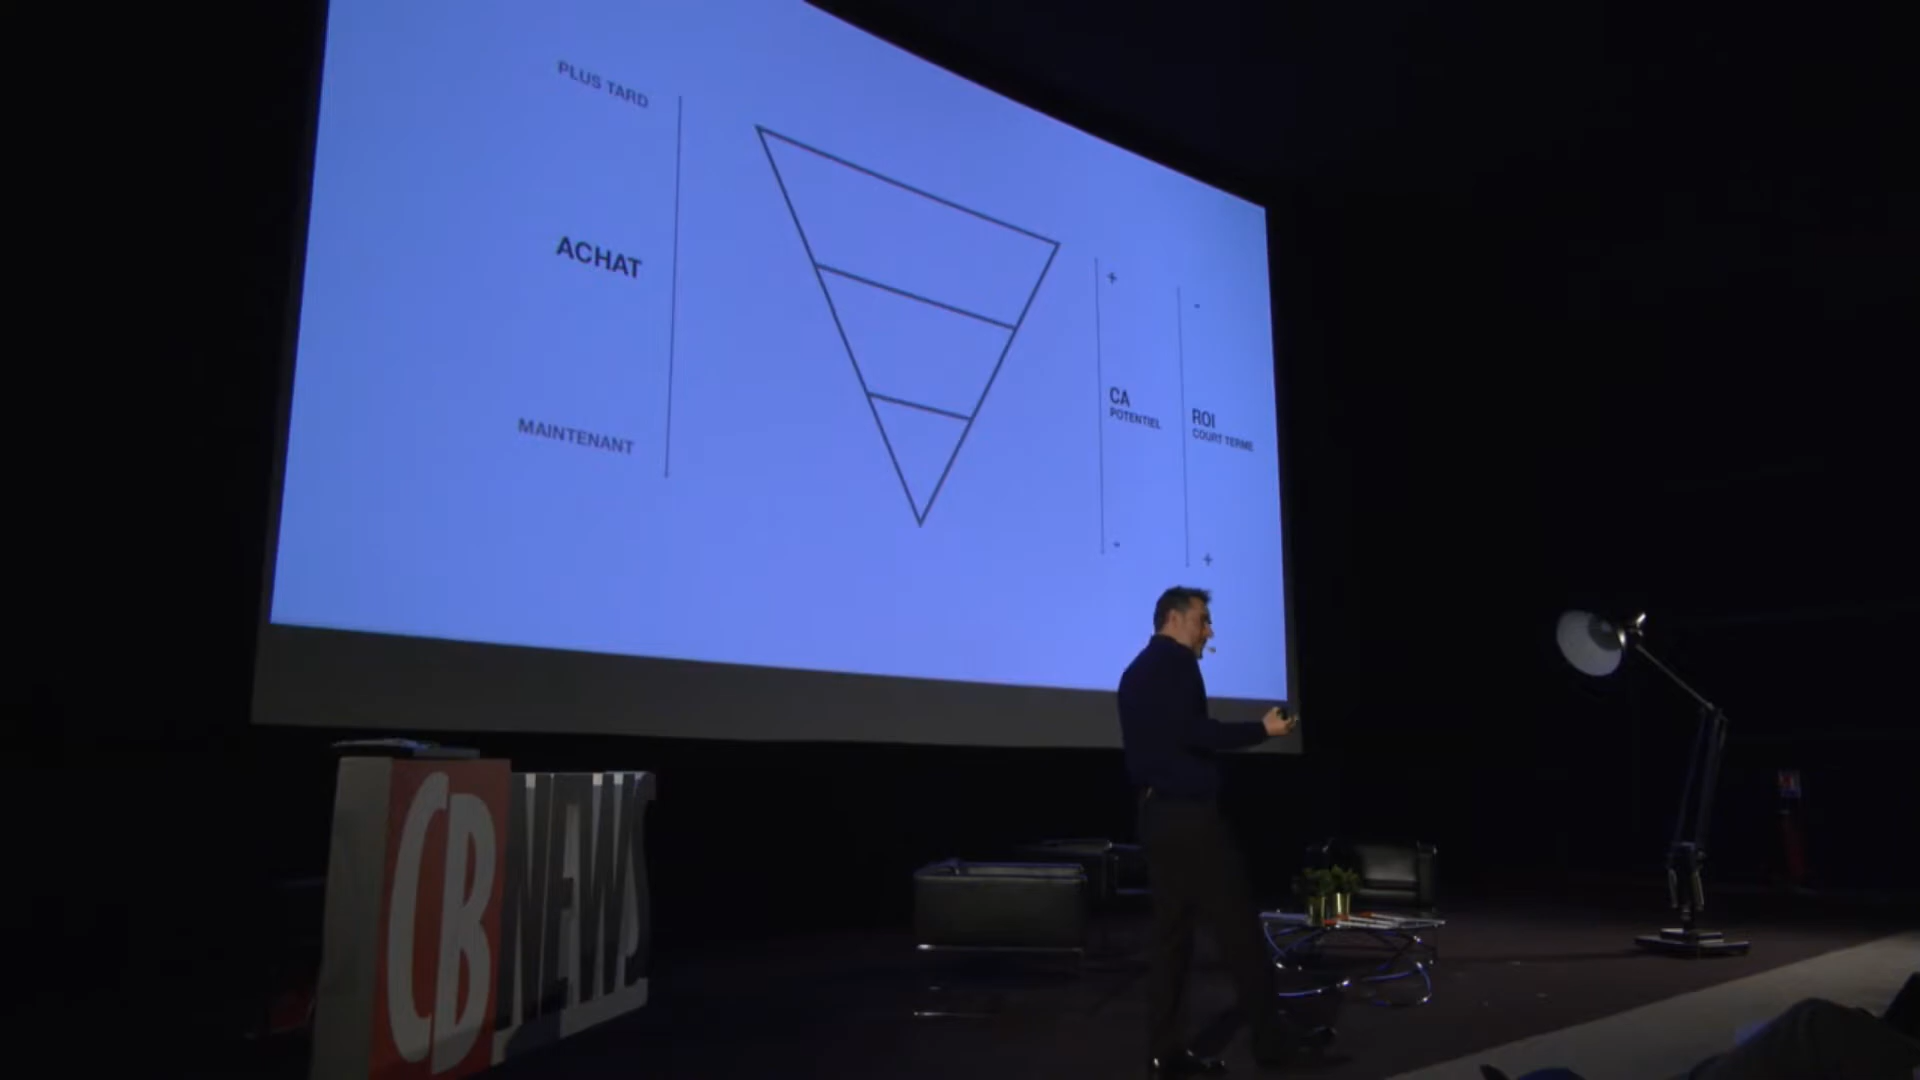 PLUS TARD
ACHAT
MAINTENANT
+
-
CA
POTENTIEL
-
+
ROI
COURT TERME
CB NEWS